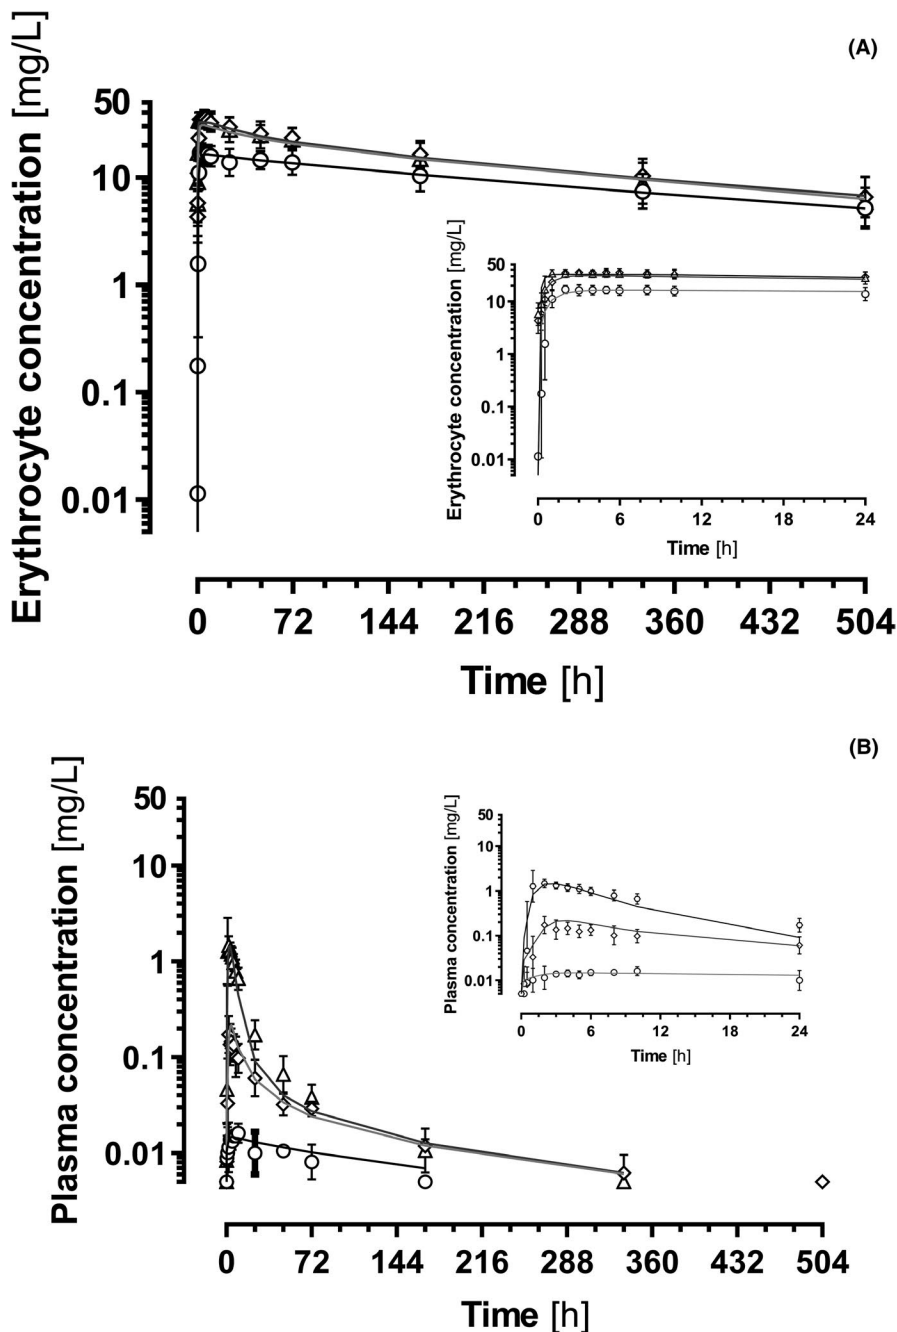 (A)
Erythrocyte concentration [mg/L]
50
10
1
0.1
0.01
0 72 144 216 288 360 432 504
Time [h]
Erythrocyte concentration [mg/L]
50
10
1
0.1
0.01
0 6 12 18 24
Time [h]
(B)
Plasma concentration [mg/L]
50
10
1
0.1
0.01
0 72 144 216 288 360 432 504
Time [h]
Plasma concentration [mg/L]
50
10
1
0.1
0.01
0 6 12 18 24
Time [h]